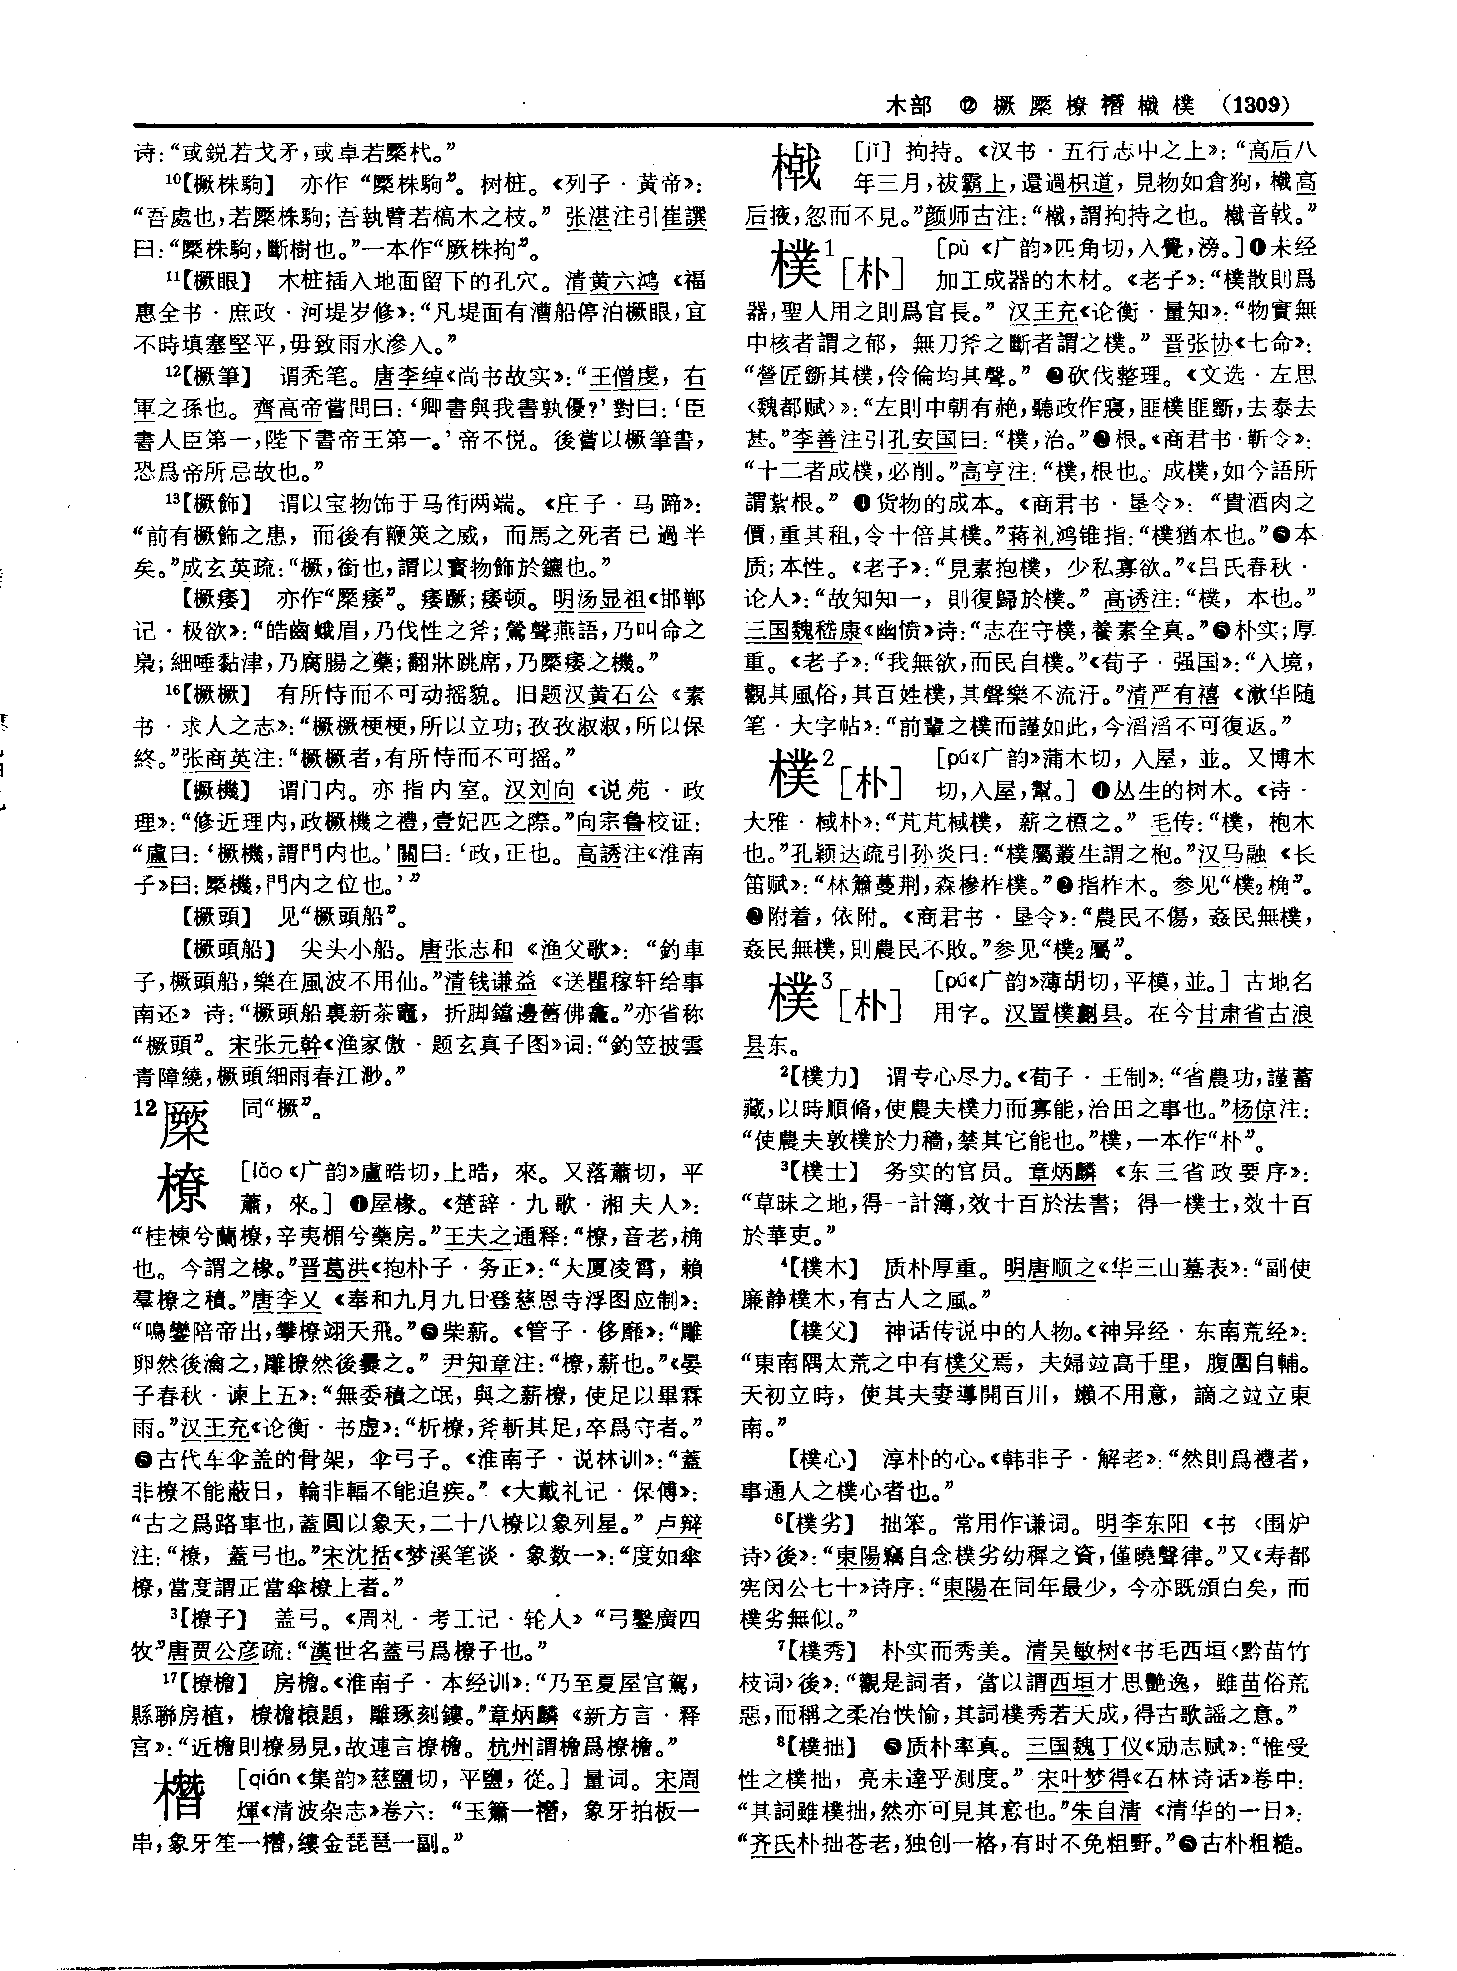 木部 ⑫ 橛橜橑橬㯙樸 (1309)
诗:“或鋭若戈矛,或卓若橜杙。”
¹⁰【橛株駒】 亦作“橜株駒”。树桩。《列子·黄帝》:
“吾處也,若橜株駒;吾執臂若槁木之枝。” 张湛注引崔譔
曰:“橜株駒,斷樹也。”一本作“厥株拘”。
¹¹【橛眼】 木桩插入地面留下的孔穴。清黄六鸿《福
惠全书·庶政·河堤岁修》:“凡堤面有漕船停泊橛眼,宜
不時填塞堅平,毋致雨水滲入。”
¹²【橛筆】 谓秃笔。唐李绰《尚书故实》:“王僧虔,右
軍之孫也。齊高帝嘗問曰:‘卿書與我書孰優?’對曰:‘臣
書人臣第一,陛下書帝王第一。’帝不悦。後嘗以橛筆書,
恐爲帝所忌故也。”
¹³【橛飾】 谓以宝物饰于马衔两端。《庄子·马蹄》:
“前有橛飾之患,而後有鞭筴之威,而馬之死者已過半
矣。”成玄英疏:“橛,銜也,謂以寶物飾於鑣也。”
【橛痿】 亦作“橜痿”。痿蹶;痿顿。明汤显祖《邯郸
记·极欲》:“皓齒蛾眉,乃伐性之斧;鶯聲燕語,乃叫命之
梟;細唾黏津,乃腐腸之藥;翻牀跳席,乃橜痿之機。”
¹⁶【橛橛】 有所恃而不可动摇貌。旧题汉黄石公《素
书·求人之志》:“橛橛梗梗,所以立功;孜孜淑淑,所以保
終。”张商英注:“橛橛者,有所恃而不可摇。”
【橛機】 谓门内。亦指内室。汉刘向《说苑·政
理》:“修近理内,政橛機之禮,壹妃匹之際。”向宗鲁校证:
“盧曰:‘橛機,謂門内也。’關曰:‘政,正也。高誘注《淮南
子》曰:橜機,門内之位也。’”
【橛頭】 见“橛頭船”。
【橛頭船】 尖头小船。唐张志和《渔父歌》:“釣車
子,橛頭船,樂在風波不用仙。”清钱谦益《送瞿稼轩给事
南还》诗:“橛頭船裏新茶竈,折脚鐺邊舊佛龕。”亦省称
“橛頭”。宋张元幹《渔家傲·题玄真子图》词:“釣笠披雲
青障繞,橛頭細雨春江渺。”
12橜 同“橛”。
橑 [lǎo《广韵》盧晧切,上晧,來。又落蕭切,平
蕭,來。]❶屋椽。《楚辞·九歌·湘夫人》:
“桂棟兮蘭橑,辛夷楣兮藥房。”王夫之通释:“橑,音老,桷
也。今謂之椽。”晋葛洪《抱朴子·务正》:“大厦凌霄,賴
羣橑之積。”唐李乂《奉和九月九日登慈恩寺浮图应制》:
“鳴鑾陪帝出,攀橑翊天飛。”❷柴薪。《管子·侈靡》:“雕
卵然後瀹之,雕橑然後爨之。” 尹知章注:“橑,薪也。”《晏
子春秋·谏上五》:“無委積之氓,與之薪橑,使足以畢霖
雨。”汉王充《论衡·书虚》:“析橑,斧斬其足,卒爲守者。”
❸古代车伞盖的骨架,伞弓子。《淮南子·说林训》:“蓋
非橑不能蔽日,輪非輻不能追疾。”《大戴礼记·保傅》:
“古之爲路車也,蓋圓以象天,二十八橑以象列星。” 卢辩
注:“橑,蓋弓也。”宋沈括《梦溪笔谈·象数一》:“度如傘
橑,當度謂正當傘橑上者。”
³【橑子】 盖弓。《周礼·考工记·轮人》“弓鑿廣四
枚”唐贾公彦疏:“漢世名蓋弓爲橑子也。”
¹⁷【橑檐】 房檐。《淮南子·本经训》:“乃至夏屋宫駕,
縣聯房植,橑檐榱題,雕琢刻鏤。”章炳麟《新方言·释
宫》:“近檐則橑易見,故連言橑檐。杭州謂檐爲橑檐。”
橬 [qián《集韵》慈鹽切,平鹽,從。]量词。宋周
煇《清波杂志》卷六:“玉簫一橬,象牙拍板一
串,象牙笙一橬,縷金琵琶一副。”
㯙 [jǐ] 拘持。《汉书·五行志中之上》:“高后八
年三月,祓霸上,還過枳道,見物如倉狗,㯙高
后掖,忽而不見。”颜师古注:“㯙,謂拘持之也。㯙音戟。”
樸¹[朴] [pǔ《广韵》匹角切,入覺,滂。]❶未经
加工成器的木材。《老子》:“樸散則爲
器,聖人用之則爲官長。” 汉王充《论衡·量知》:“物實無
中核者謂之郁,無刀斧之斷者謂之樸。” 晋张协《七命》:
“營匠斲其樸,伶倫均其聲。” ❷砍伐整理。《文选·左思
〈魏都赋〉》:“左則中朝有赩,聽政作寢,匪樸匪斲,去泰去
甚。”李善注引孔安国曰:“樸,治。”❸根。《商君书·靳令》:
“十二者成樸,必削。”高亨注:“樸,根也。成樸,如今語所
謂紮根。” ❹货物的成本。《商君书·垦令》:“貴酒肉之
價,重其租,令十倍其樸。”蒋礼鸿锥指:“樸猶本也。”❺本
质;本性。《老子》:“見素抱樸,少私寡欲。”《吕氏春秋·
论人》:“故知知一,則復歸於樸。” 高诱注:“樸,本也。”
三国魏嵇康《幽愤》诗:“志在守樸,養素全真。”❻朴实;厚
重。《老子》:“我無欲,而民自樸。”《荀子·强国》:“入境,
觀其風俗,其百姓樸,其聲樂不流汙。”清严有禧《漱华随
笔·大字帖》:“前輩之樸而謹如此,今滔滔不可復返。”
樸²[朴] [pú《广韵》蒲木切,入屋,並。又博木
切,入屋,幫。] ❶丛生的树木。《诗·
大雅·棫朴》:“芃芃棫樸,薪之槱之。” 毛传:“樸,枹木
也。”孔颖达疏引孙炎曰:“樸屬叢生謂之枹。”汉马融《长
笛赋》:“林簫蔓荆,森椮柞樸。”❷指柞木。参见“樸₂桷”。
❸附着,依附。《商君书·垦令》:“農民不傷,姦民無樸,
姦民無樸,則農民不敗。”参见“樸₂屬”。
樸³[朴] [pú《广韵》薄胡切,平模,並。]古地名
用字。汉置樸劖县。在今甘肃省古浪
县东。
²【樸力】 谓专心尽力。《荀子·王制》:“省農功,謹蓄
藏,以時順脩,使農夫樸力而寡能,治田之事也。”杨倞注:
“使農夫敦樸於力穡,禁其它能也。”樸,一本作“朴”。
³【樸士】 务实的官员。章炳麟《东三省政要序》:
“草昧之地,得一計簿,效十百於法書;得一樸士,效十百
於華吏。”
⁴【樸木】 质朴厚重。明唐顺之《华三山墓表》:“副使
廉静樸木,有古人之風。”
【樸父】 神话传说中的人物。《神异经·东南荒经》:
“東南隅太荒之中有樸父焉,夫婦竝高千里,腹圍自輔。
天初立時,使其夫妻導開百川,嬾不用意,謫之竝立東
南。”
【樸心】 淳朴的心。《韩非子·解老》:“然則爲禮者,
事通人之樸心者也。”
⁶【樸劣】 拙笨。常用作谦词。明李东阳《书〈围炉
诗〉後》:“東陽竊自念樸劣幼穉之資,僅曉聲律。”又《寿都
宪闵公七十》诗序:“東陽在同年最少,今亦既頒白矣,而
樸劣無似。”
⁷【樸秀】 朴实而秀美。清吴敏树《书毛西垣〈黔苗竹
枝词〉後》:“觀是詞者,當以謂西垣才思艷逸,雖苗俗荒
惡,而稱之柔冶怢愉,其詞樸秀若天成,得古歌謡之意。”
⁸【樸拙】 ❶质朴率真。三国魏丁仪《励志赋》:“惟受
性之樸拙,亮未達乎測度。” 宋叶梦得《石林诗话》卷中:
“其詞雖樸拙,然亦可見其意也。”朱自清《清华的一日》:
“齐氏朴拙苍老,独创一格,有时不免粗野。”❷古朴粗糙。